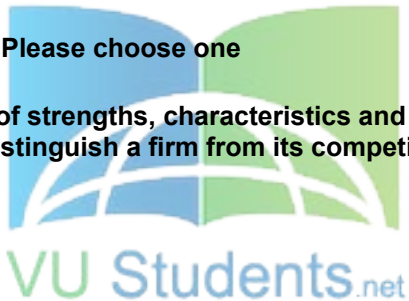 Please choose one
of strengths, characteristics and
stinguish a firm from its competi
VU Students.net